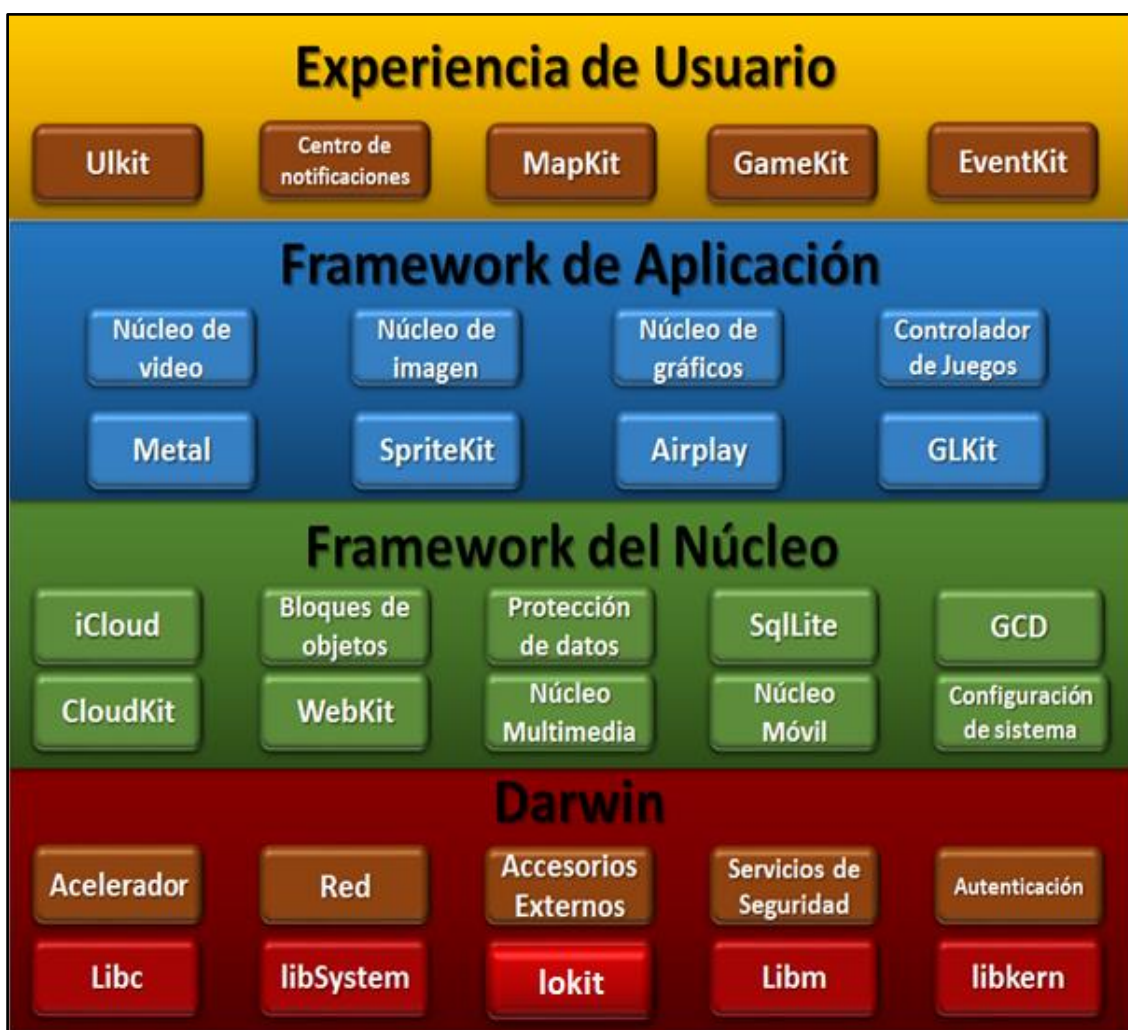 Experiencia de Usuario
UIkit
Centro de
notificaciones
MapKit
GameKit
EventKit
Framework de Aplicación
Núcleo de
video
Núcleo de
imagen
Núcleo de
gráficos
Controlador
de Juegos
Metal
SpriteKit
Airplay
GLKit
Framework del Núcleo
iCloud
Bloques de
objetos
Protección
de datos
SqlLite
GCD
CloudKit
WebKit
Núcleo
Multimedia
Núcleo
Móvil
Configuración
de sistema
Darwin
Acelerador
Red
Accesorios
Externos
Servicios de
Seguridad
Autenticación
Libc
libSystem
Iokit
Libm
libkern